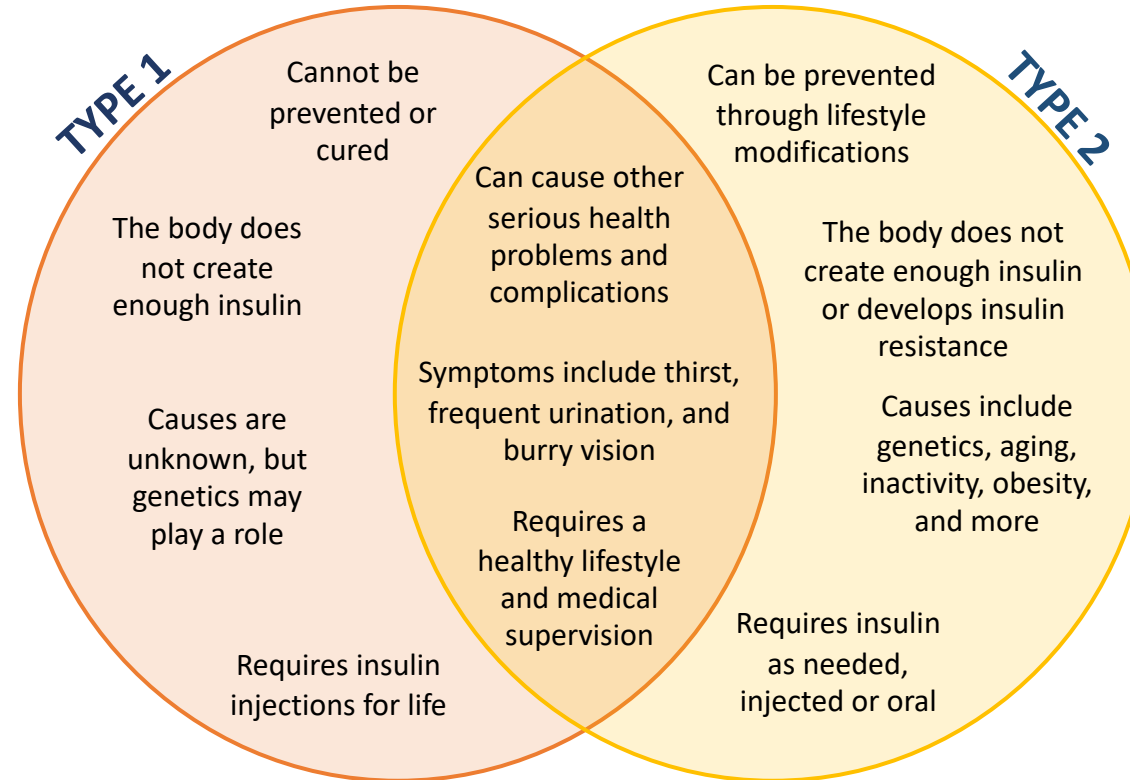 TYPE 1
Cannot be
prevented or
cured
The body does
not create
enough insulin
Causes are
unknown, but
genetics may
play a role
Requires insulin
injections for life
Can cause other
serious health
problems and
complications
Symptoms include thirst,
frequent urination, and
burry vision
Requires a
healthy lifestyle
and medical
supervision
TYPE 2
Can be prevented
through lifestyle
modifications
The body does not
create enough insulin
or develops insulin
resistance
Causes include
genetics, aging,
inactivity, obesity,
and more
Requires insulin
as needed,
injected or oral